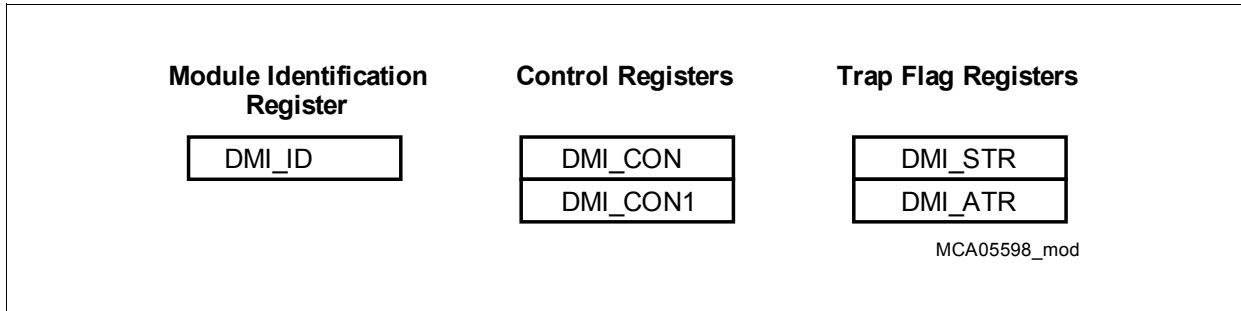 Module Identification
Register
Control Registers
Trap Flag Registers
DMI_ID
DMI_CON
DMI_STR
DMI_CON1
DMI_ATR
MCA05598_mod